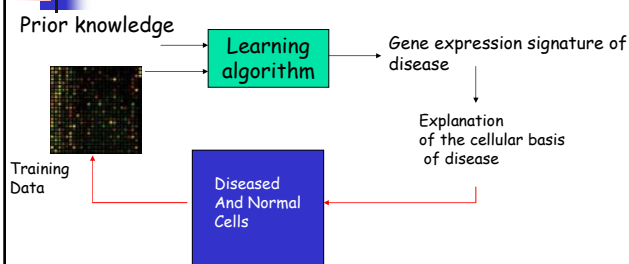 Prior knowledge
Learning
algorithm
Gene expression signature of
disease
Explanation
of the cellular basis
of disease
Training
Data
Diseased
And Normal
Cells